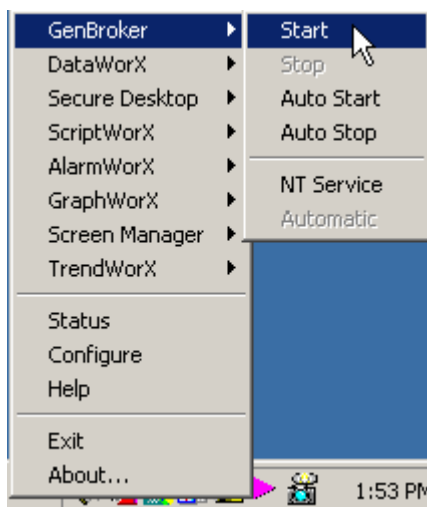 GenBroker
DataWorX
Secure Desktop
ScriptWorX
AlarmWorX
GraphWorX
Screen Manager
TrendWorX
Status
Configure
Help
Exit
About...
Start
Stop
Auto Start
Auto Stop
NT Service
Automatic
1:53 PM